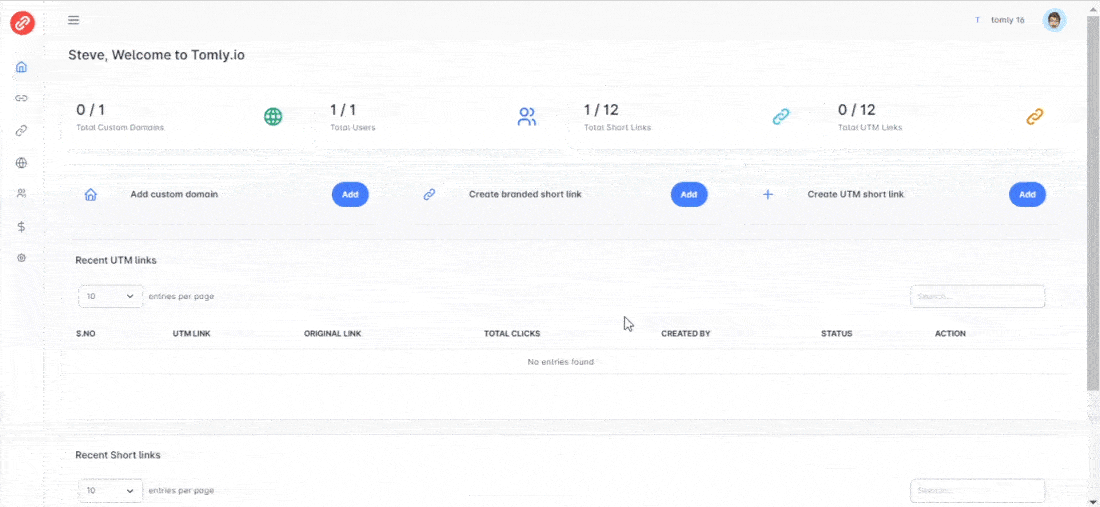 T tomly 16
Steve, Welcome to Tomly.io
0 / 1 1 / 1 1 / 12 0 / 12
Total Custom Domains Total Users Total Short Links Total UTM Links
Add custom domain Add Create branded short link Add Create UTM short link Add
Recent UTM links
10 entries per page Search...
S.NO UTM LINK ORIGINAL LINK TOTAL CLICKS CREATED BY STATUS ACTION
No entries found
Recent Short links
10 entries per page Search...